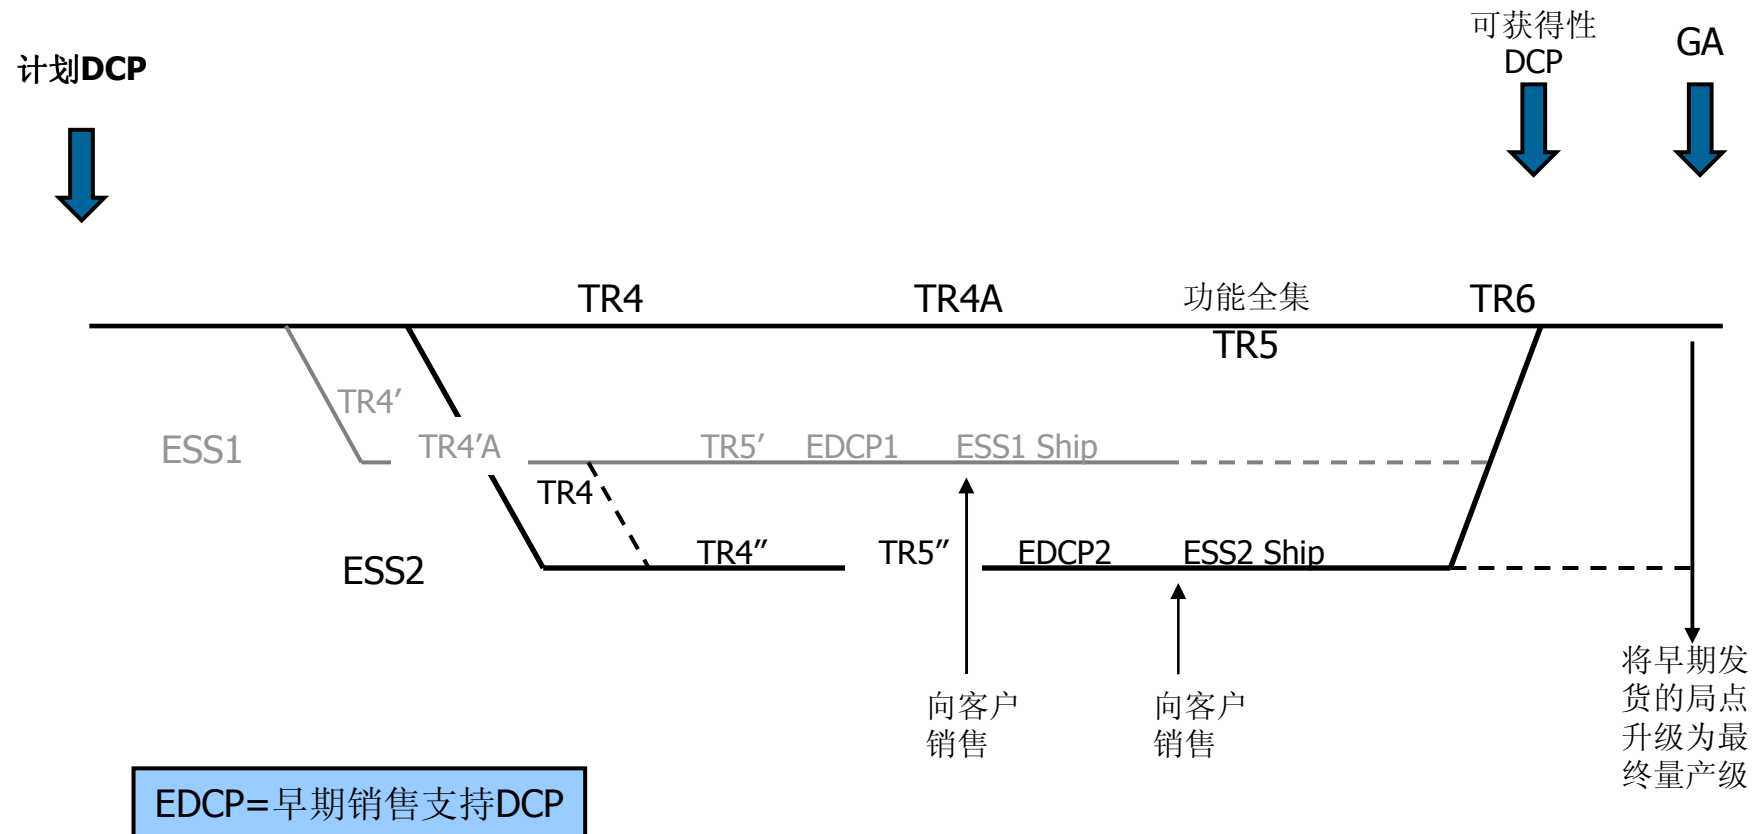 计划DCP
可获得性
DCP
GA
TR4
TR4A
功能全集
TR6
TR5
TR4'
ESS1
TR4'A
TR5'
EDCP1
ESS1 Ship
TR4
ESS2
TR4"
TR5"
EDCP2
ESS2 Ship
向客户
销售
向客户
销售
将早期发
货的局点
升级为最
终量产级
EDCP=早期销售支持DCP